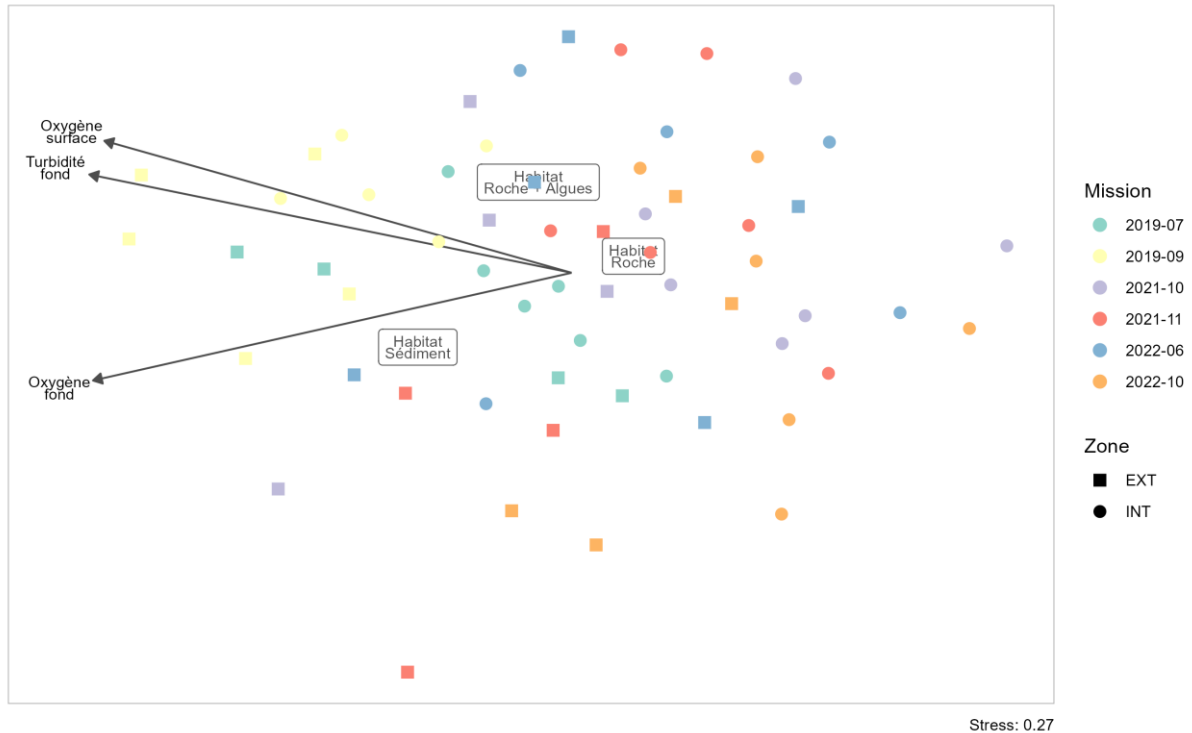 Oxygène
surface
Turbidité
fond
Habitat
Roche + Algues
Habitat
Roche
Habitat
Sédiment
Oxygène
fond
Mission
2019-07
2019-09
2021-10
2021-11
2022-06
2022-10
Zone
EXT
INT
Stress: 0.27